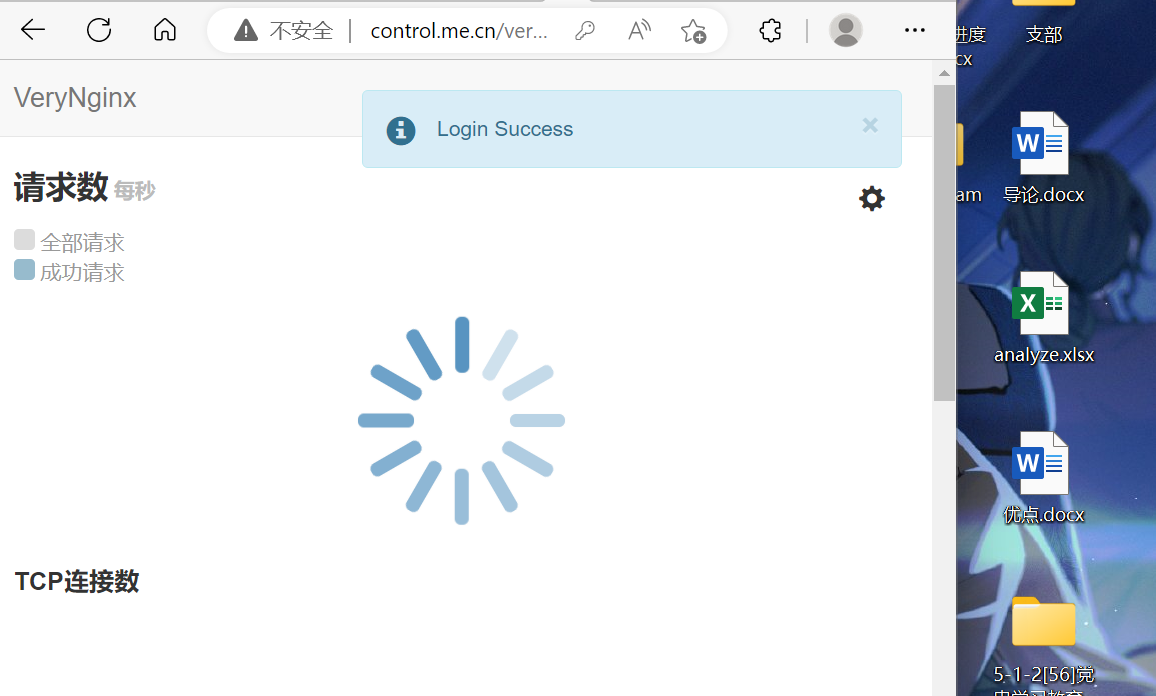 不安全
control.me.cn/ver...
VeryNginx
Login Success
请求数 每秒
全部请求
成功请求
TCP连接数
进度
cx
支部
am
导论.docx
analyze.xlsx
优点.docx
5-1-2[56]党